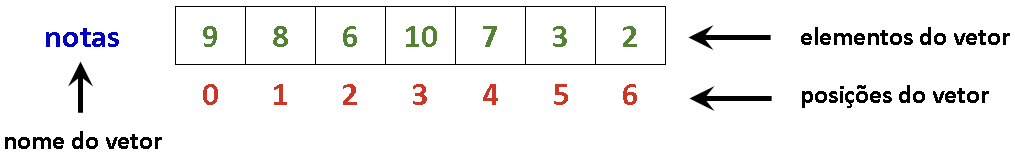 notas 9 8 6 10 7 3 2 elementos do vetor
0 1 2 3 4 5 6 posições do vetor
nome do vetor